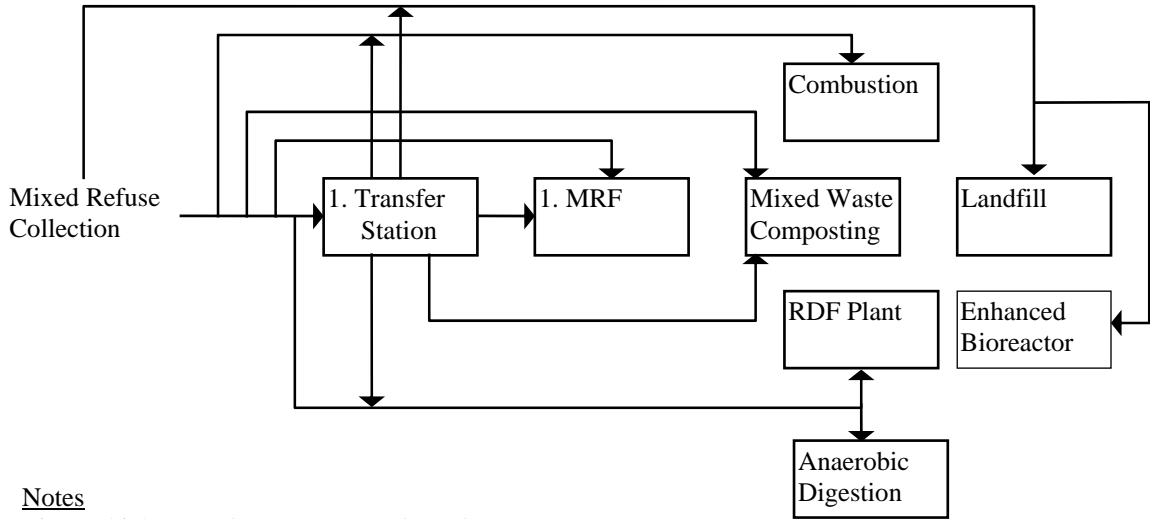 Combustion
Mixed Refuse
Collection
1. Transfer
Station
1. MRF
Mixed Waste
Composting
Landfill
RDF Plant
Enhanced
Bioreactor
Anaerobic
Digestion
Notes